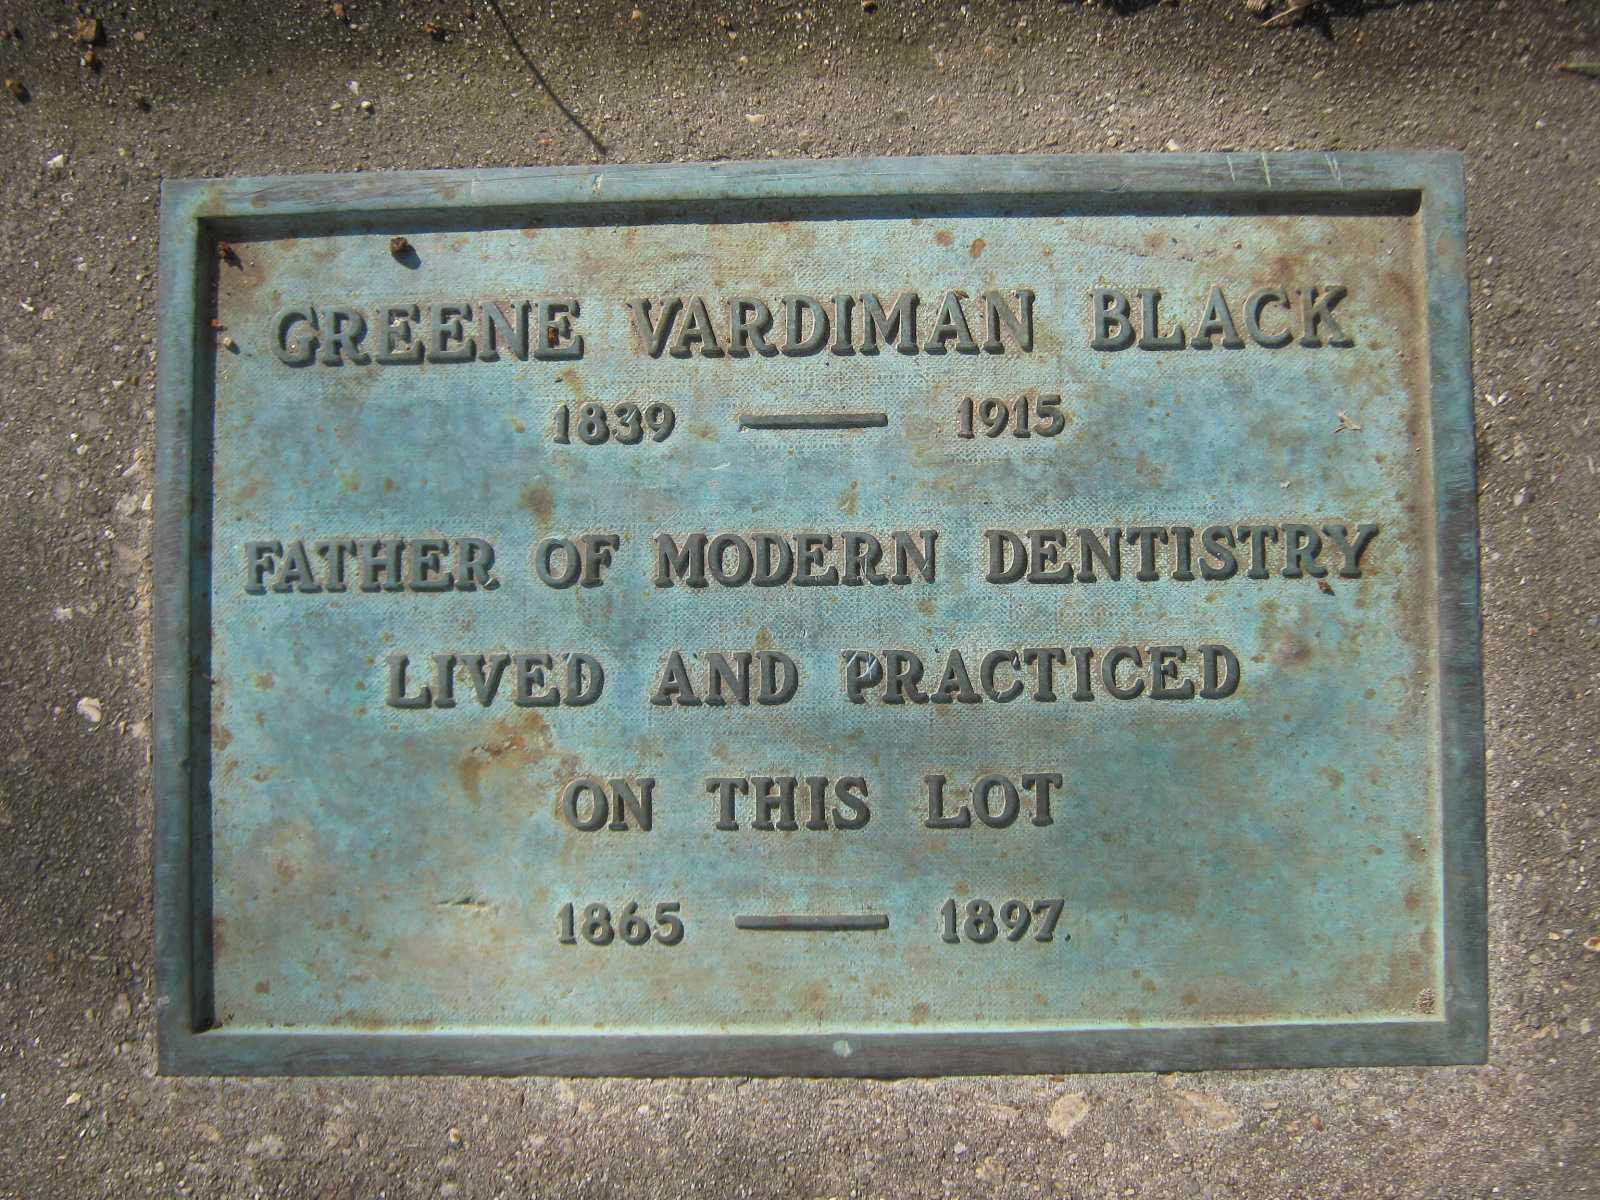 GREENE VARDIMAN BLACK
1839 — 1915
FATHER OF MODERN DENTISTRY
LIVED AND PRACTICED
ON THIS LOT
1865 — 1897